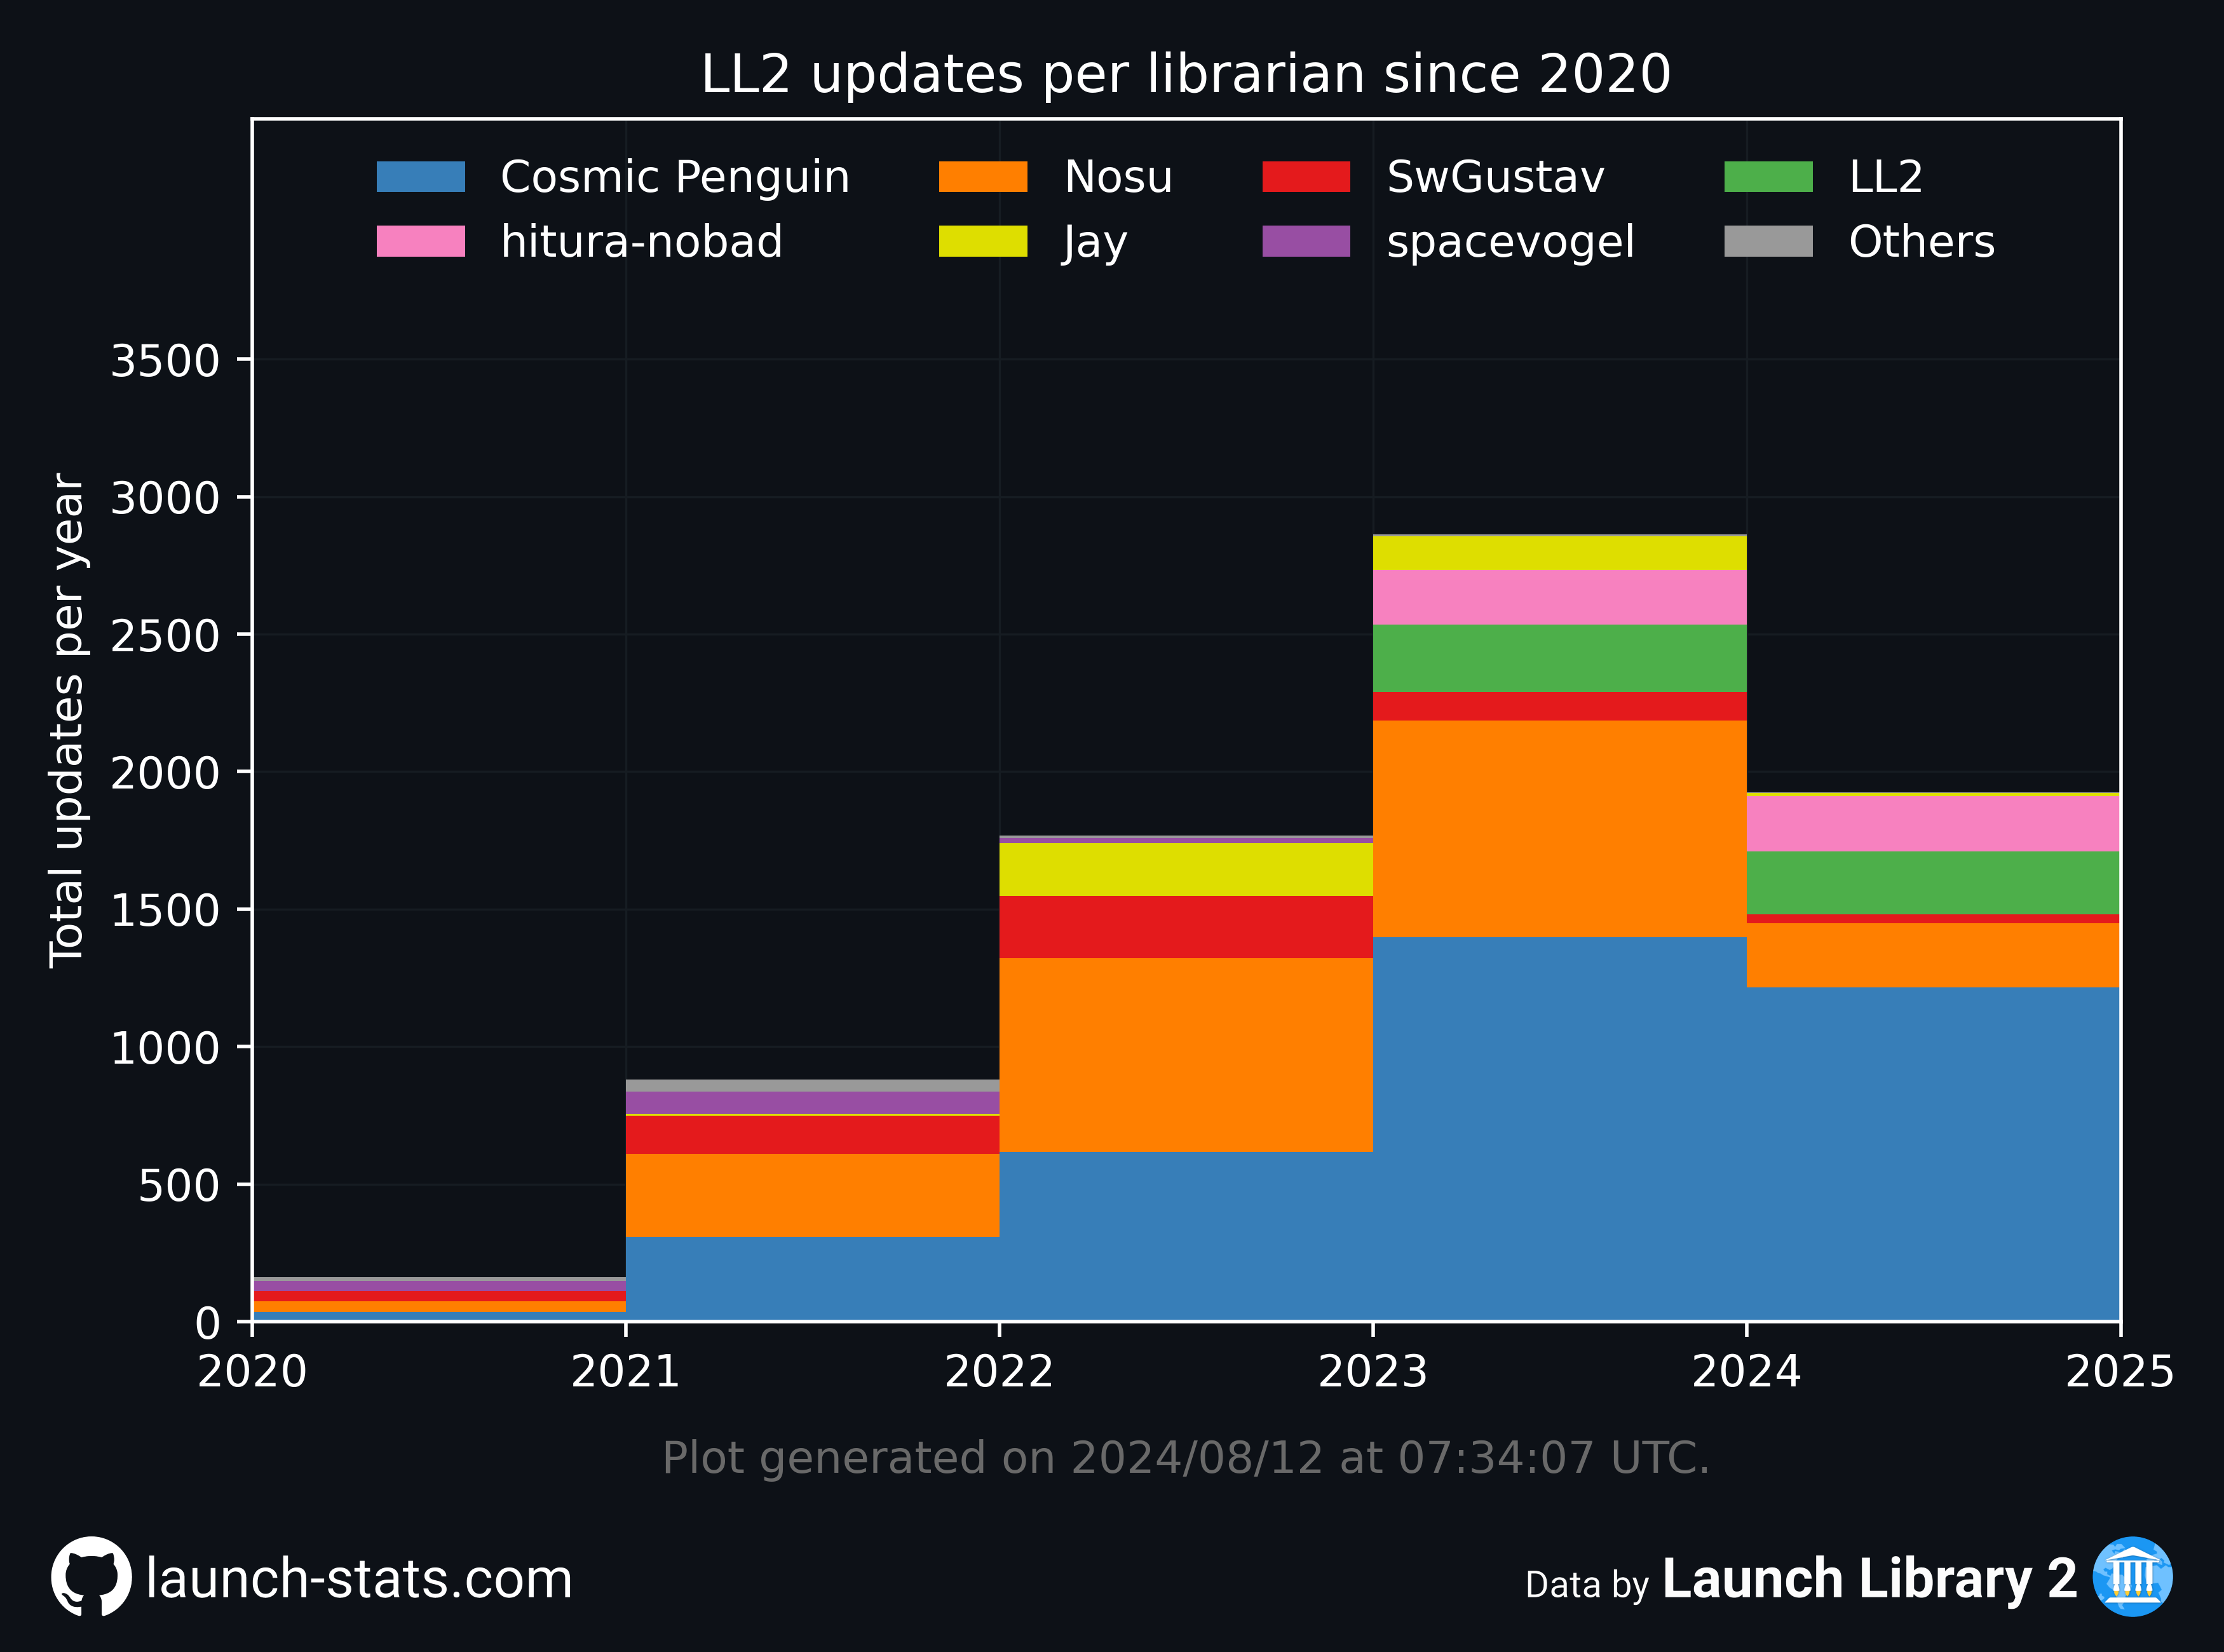 LL2 updates per librarian since 2020
Cosmic Penguin Nosu SwGustav LL2
hitura-nobad Jay spacevogel Others
Total updates per year
3500
3000
2500
2000
1500
1000
500
0
2020 2021 2022 2023 2024 2025
Plot generated on 2024/08/12 at 07:34:07 UTC.
launch-stats.com
Data by Launch Library 2